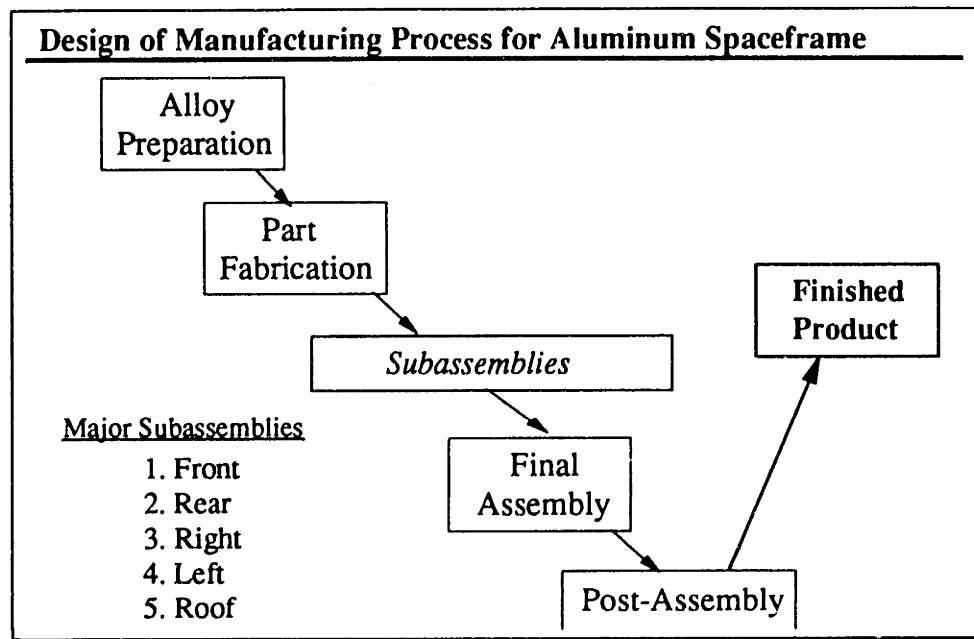 Design of Manufacturing Process for Aluminum Spaceframe
Alloy
Preparation
Part
Fabrication
Finished
Product
Subassemblies
Major Subassemblies
1. Front
2. Rear
3. Right
4. Left
5. Roof
Final
Assembly
Post-Assembly